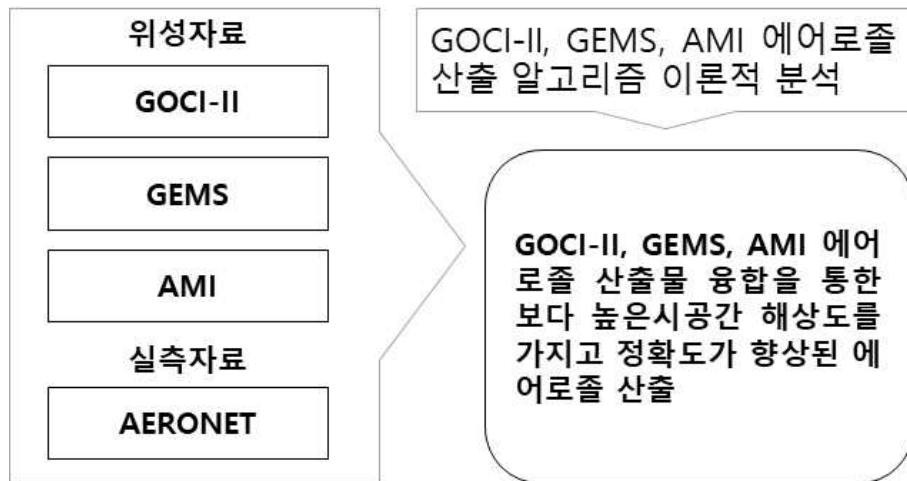 위성자료
GOCI-II
GEMS
AMI
실측자료
AERONET
GOCI-II, GEMS, AMI 에어로졸
산출 알고리즘 이론적 분석
GOCI-II, GEMS, AMI 에어
로졸 산출물 융합을 통한
보다 높은시공간 해상도를
가지고 정확도가 향상된 에
어로졸 산출